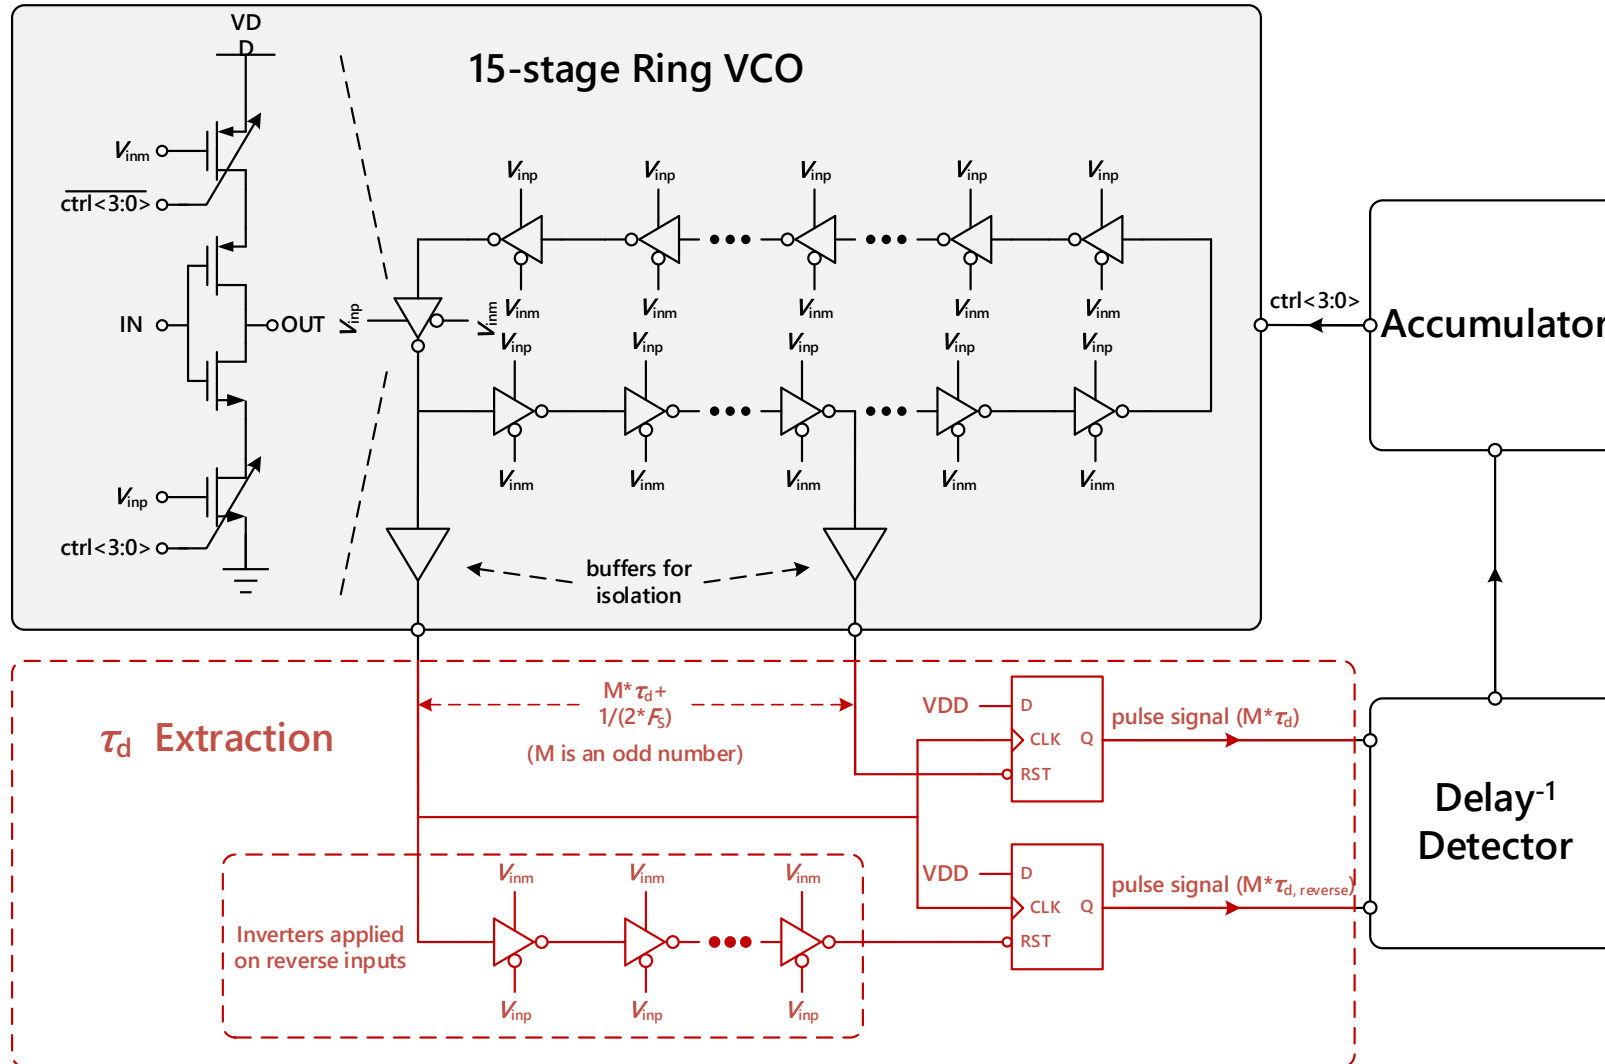 VD
D
15-stage Ring VCO
Vinm
ctrl<3:0>
IN
OUT
Vinp
ctrl<3:0>
Vinp
Vinp
Vinp
Vinp
Vinp
Vinm
Vinm
Vinm
Vinm
Vinm
Vinp
Vinm
Vinp
Vinp
Vinp
Vinp
Vinp
Vinm
Vinm
Vinm
Vinm
Vinm
buffers for
isolation
ctrl<3:0>
Accumulator
τd Extraction
M*τd+
1/(2*FS)
(M is an odd number)
VDD
D
CLK
Q
RST
pulse signal (M*τd)
Delay-1
Detector
VDD
D
CLK
Q
RST
pulse signal (M*τd, reverse)
Inverters applied
on reverse inputs
Vinm
Vinm
Vinm
Vinp
Vinp
Vinp